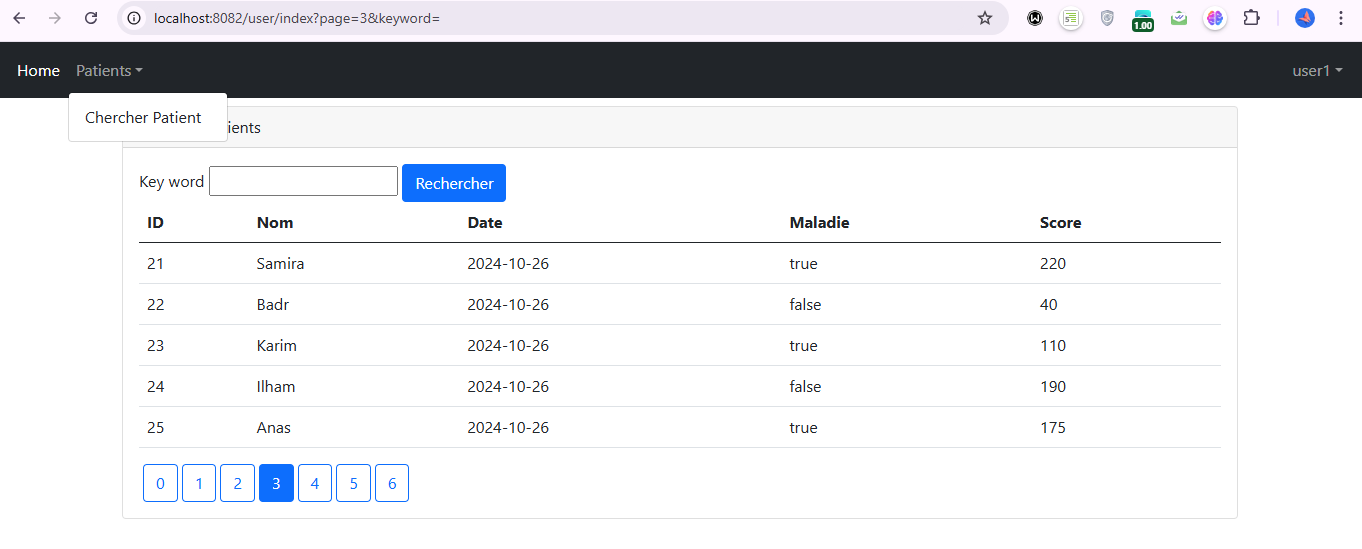 localhost:8082/user/index?page=3&keyword=
1.00
Home Patients user1
Chercher Patient
ients
Key word Rechercher
ID Nom Date Maladie Score
21 Samira 2024-10-26 true 220
22 Badr 2024-10-26 false 40
23 Karim 2024-10-26 true 110
24 Ilham 2024-10-26 false 190
25 Anas 2024-10-26 true 175
0 1 2 3 4 5 6